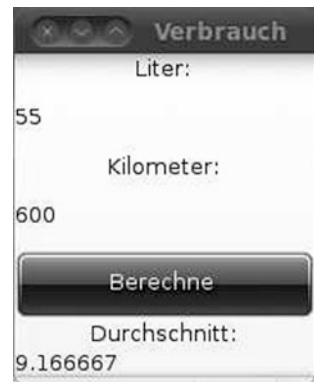 Verbrauch
Liter:
55
Kilometer:
600
Berechne
Durchschnitt:
9.166667